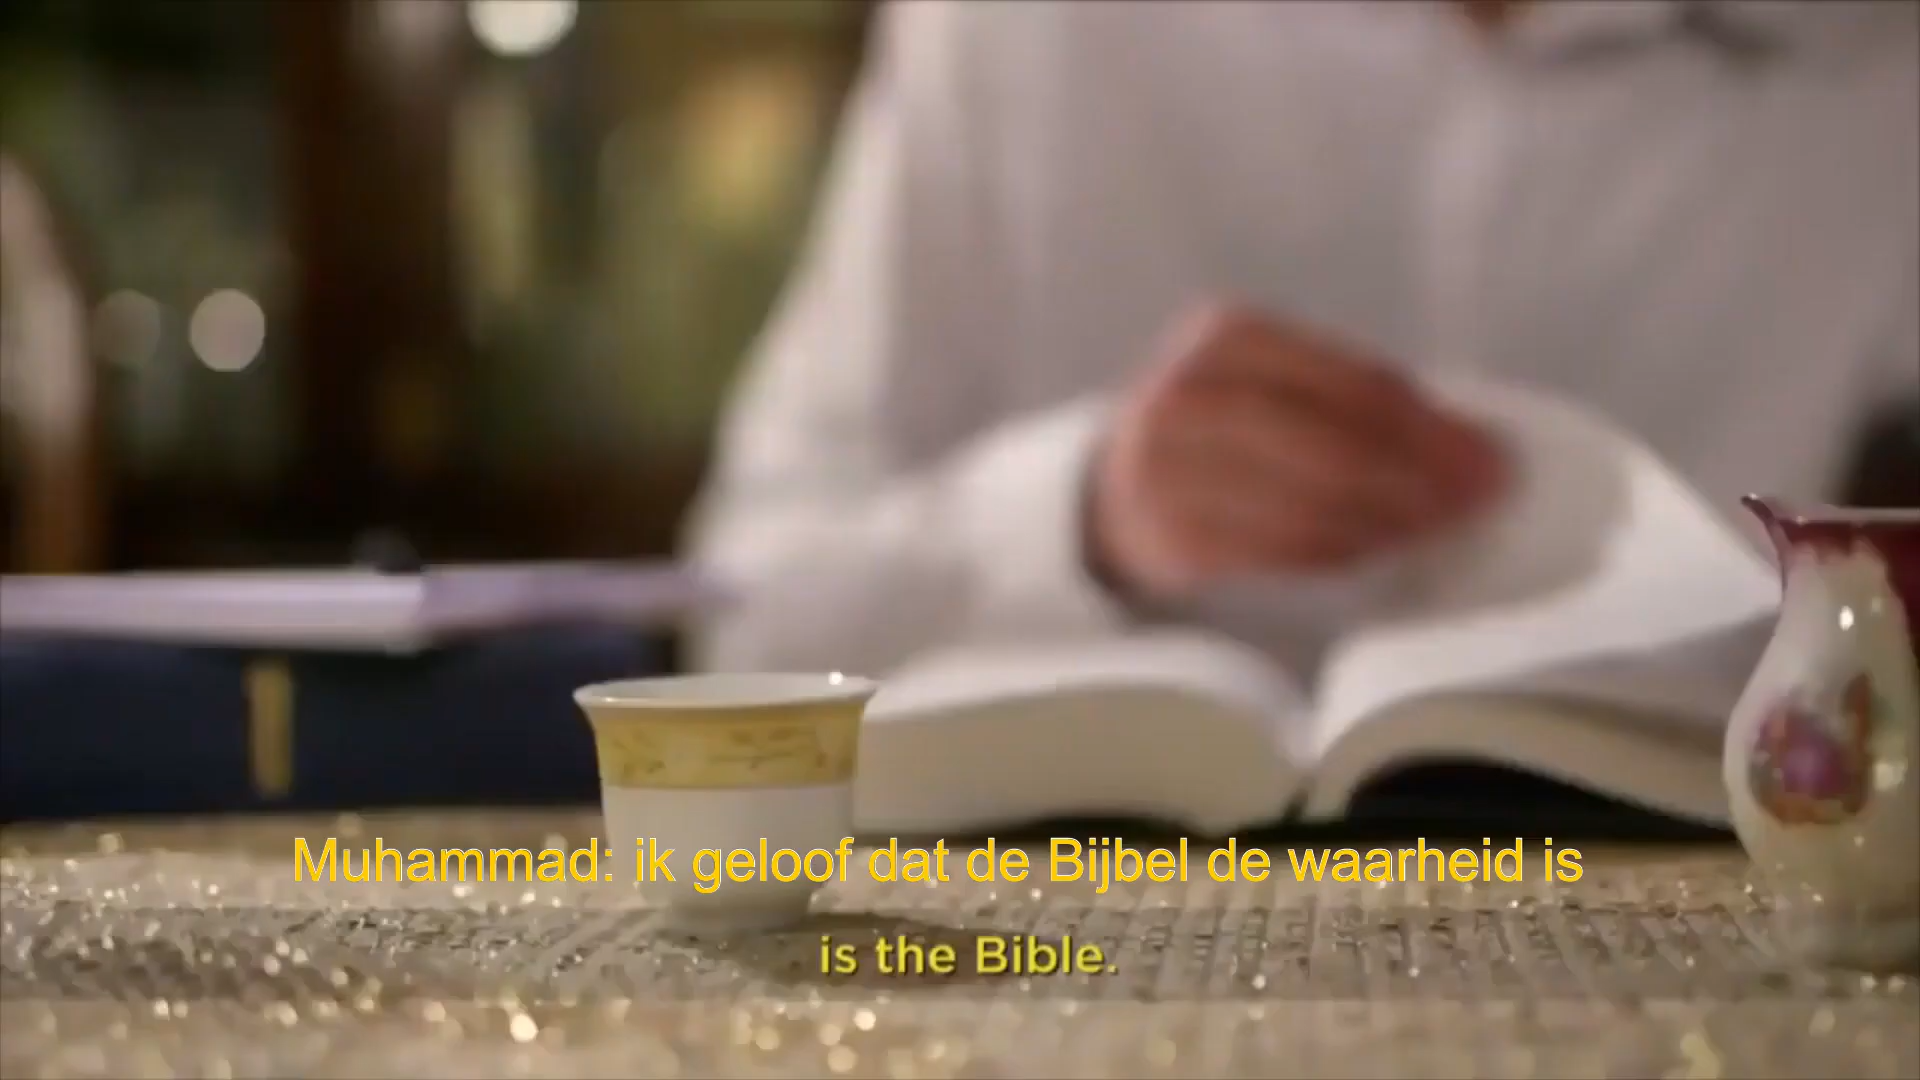 Muhammad: ik geloof dat de Bijbel de waarheid is
is the Bible.